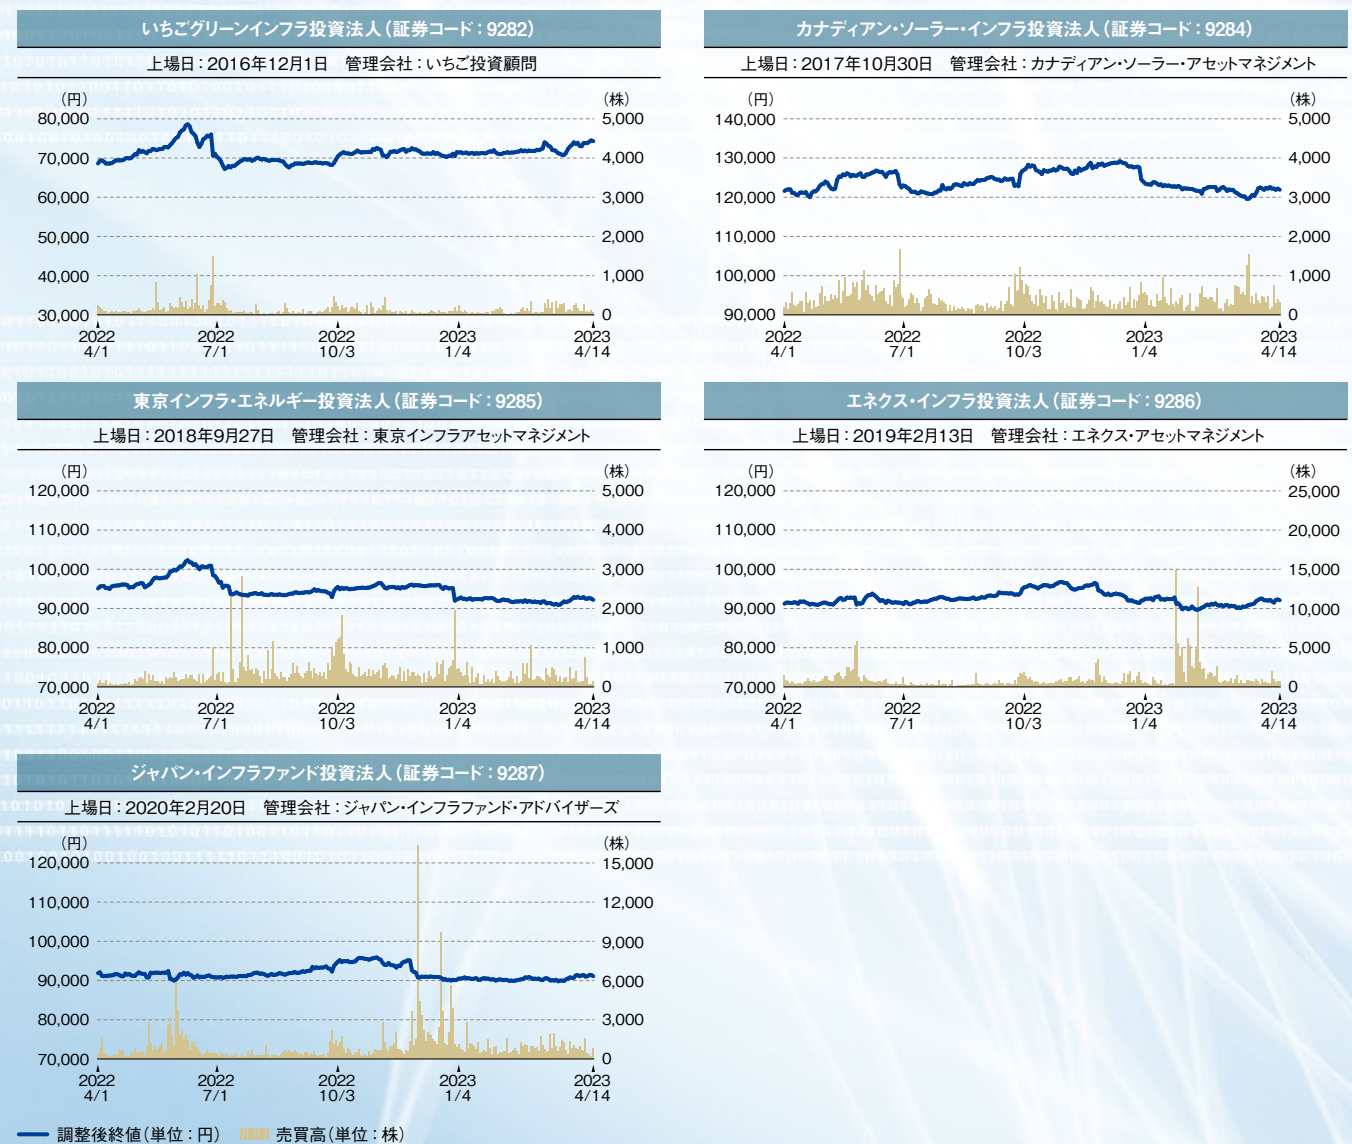 いちごグリーンインフラ投資法人（証券コード：9282）
上場日：2016年12月1日　管理会社：いちご投資顧問
（円）　（株）
80,000　5,000
70,000　4,000
60,000　3,000
50,000　2,000
40,000　1,000
30,000　0
2022　2022　2022　2023　2023
4/1　7/1　10/3　1/4　4/14
カナディアン・ソーラー・インフラ投資法人（証券コード：9284）
上場日：2017年10月30日　管理会社：カナディアン・ソーラー・アセットマネジメント
（円）　（株）
140,000　5,000
130,000　4,000
120,000　3,000
110,000　2,000
100,000　1,000
90,000　0
2022　2022　2022　2023　2023
4/1　7/1　10/3　1/4　4/14
東京インフラ・エネルギー投資法人（証券コード：9285）
上場日：2018年9月27日　管理会社：東京インフラアセットマネジメント
（円）　（株）
120,000　5,000
110,000　4,000
100,000　3,000
90,000　2,000
80,000　1,000
70,000　0
2022　2022　2022　2023　2023
4/1　7/1　10/3　1/4　4/14
エネクス・インフラ投資法人（証券コード：9286）
上場日：2019年2月13日　管理会社：エネクス・アセットマネジメント
（円）　（株）
120,000　25,000
110,000　20,000
100,000　15,000
90,000　10,000
80,000　5,000
70,000　0
2022　2022　2022　2023　2023
4/1　7/1　10/3　1/4　4/14
ジャパン・インフラファンド投資法人（証券コード：9287）
上場日：2020年2月20日　管理会社：ジャパン・インフラファンド・アドバイザーズ
（円）　（株）
120,000　15,000
110,000　12,000
100,000　9,000
90,000　6,000
80,000　3,000
70,000　0
2022　2022　2022　2023　2023
4/1　7/1　10/3　1/4　4/14
調整後終値（単位：円）　売買高（単位：株）